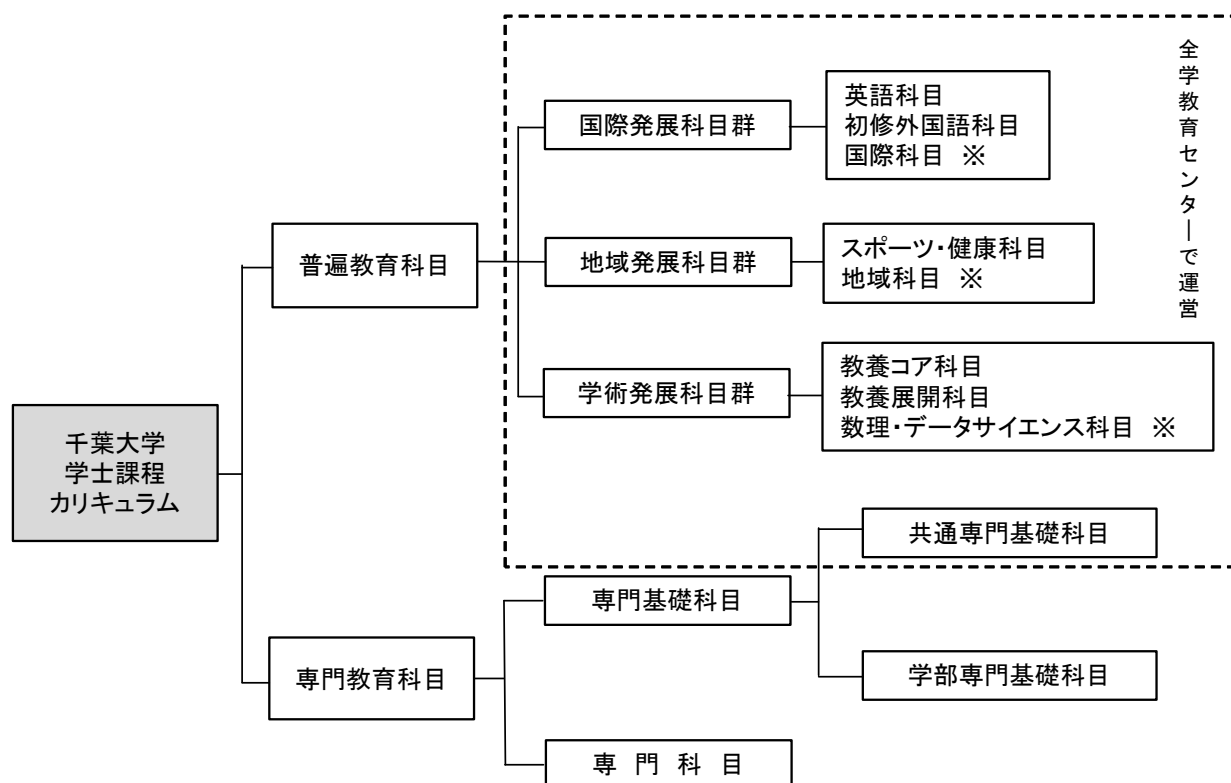 千葉大学
学士課程
カリキュラム
普遍教育科目
国際発展科目群
英語科目
初修外国語科目
国際科目 ※
地域発展科目群
スポーツ・健康科目
地域科目 ※
学術発展科目群
教養コア科目
教養展開科目
数理・データサイエンス科目 ※
全学教育センターで運営
専門教育科目
専門基礎科目
共通専門基礎科目
学部専門基礎科目
専 門 科 目